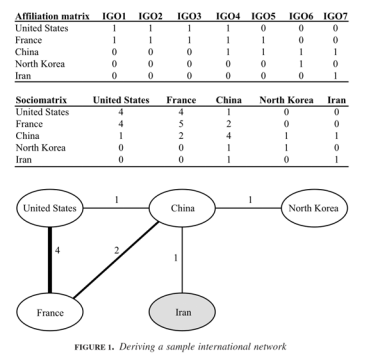 Affiliation matrix IGO1 IGO2 IGO3 IGO4 IGO5 IGO6 IGO7
United States 1 1 1 1 0 0 0
France 1 1 1 1 1 0 0
China 0 0 0 1 1 1 1
North Korea 0 0 0 0 0 1 0
Iran 0 0 0 0 0 0 1
Sociomatrix United States France China North Korea Iran
United States 4 4 1 0 0
France 4 5 2 0 0
China 1 2 4 1 1
North Korea 0 0 1 1 0
Iran 0 0 1 0 1
United States 1 China 1 North Korea
4 2 1
France Iran
FIGURE 1. Deriving a sample international network